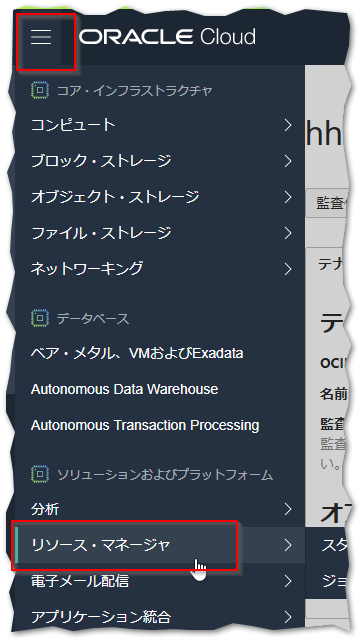 ORACLE Cloud
コア・インフラストラクチャ
コンピュート
ブロック・ストレージ
オブジェクト・ストレージ
ファイル・ストレージ
ネットワーキング
データベース
ベア・メタル、VMおよびExadata
Autonomous Data Warehouse
Autonomous Transaction Processing
ソリューションおよびプラットフォーム
分析
リソース・マネージャ
電子メール配信
アプリケーション統合
hh
監査
テナ
テ
OCI
名前
監査
監査
い。
オ
スタ
ジョ